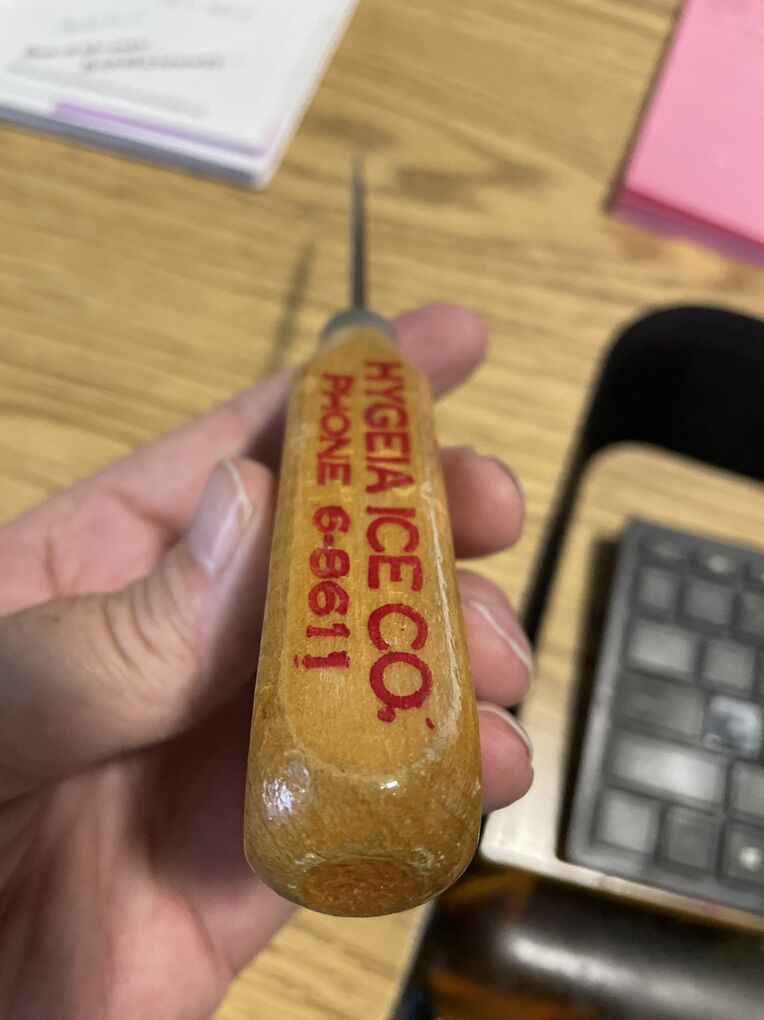 HYGEIA ICE CO.
PHONE 6-8611